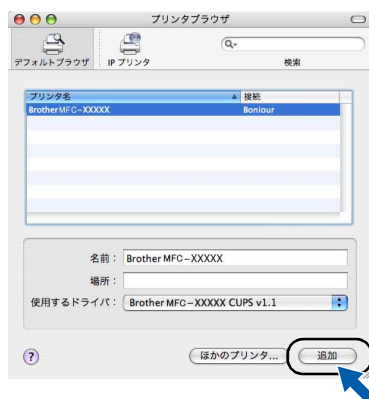 プリンタブラウザ
デフォルトブラウザ IP プリンタ 検索
プリンタ名 接続
BrotherMFC-XXXXX Bonjour
名前： Brother MFC-XXXXX
場所：
使用するドライバ： Brother MFC-XXXXX CUPS v1.1
? ほかのプリンタ... 追加